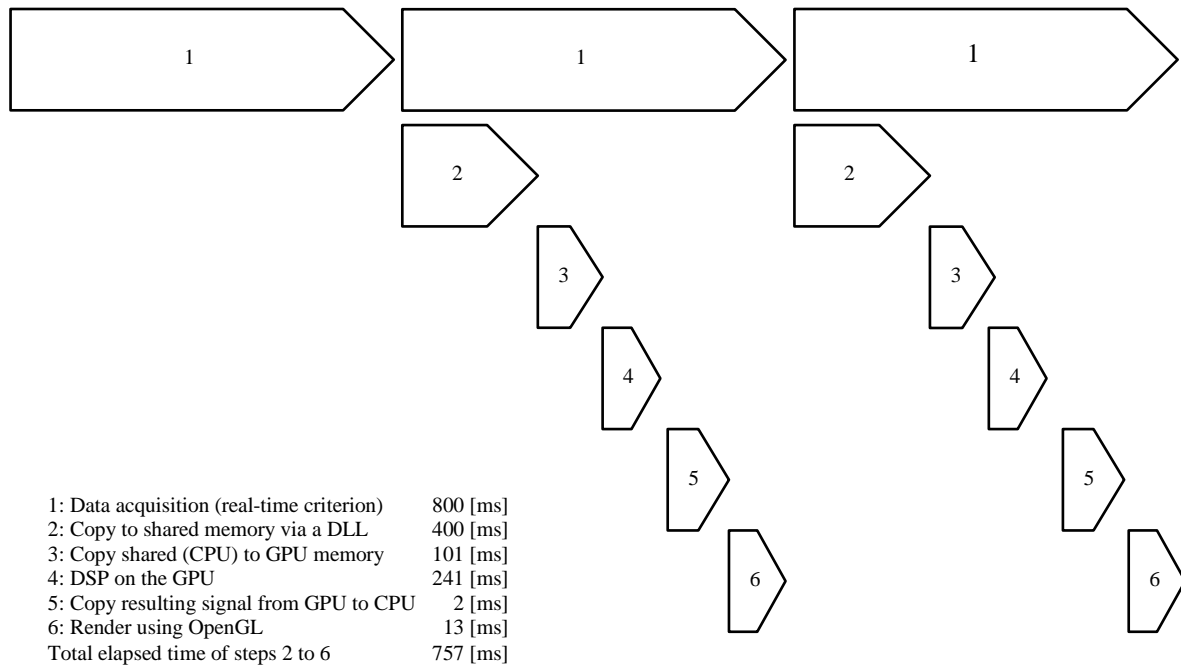 1 1 1
2 2
3 3
4 4
5 5
6 6
1: Data acquisition (real-time criterion) 800 [ms]
2: Copy to shared memory via a DLL 400 [ms]
3: Copy shared (CPU) to GPU memory 101 [ms]
4: DSP on the GPU 241 [ms]
5: Copy resulting signal from GPU to CPU 2 [ms]
6: Render using OpenGL 13 [ms]
Total elapsed time of steps 2 to 6 757 [ms]